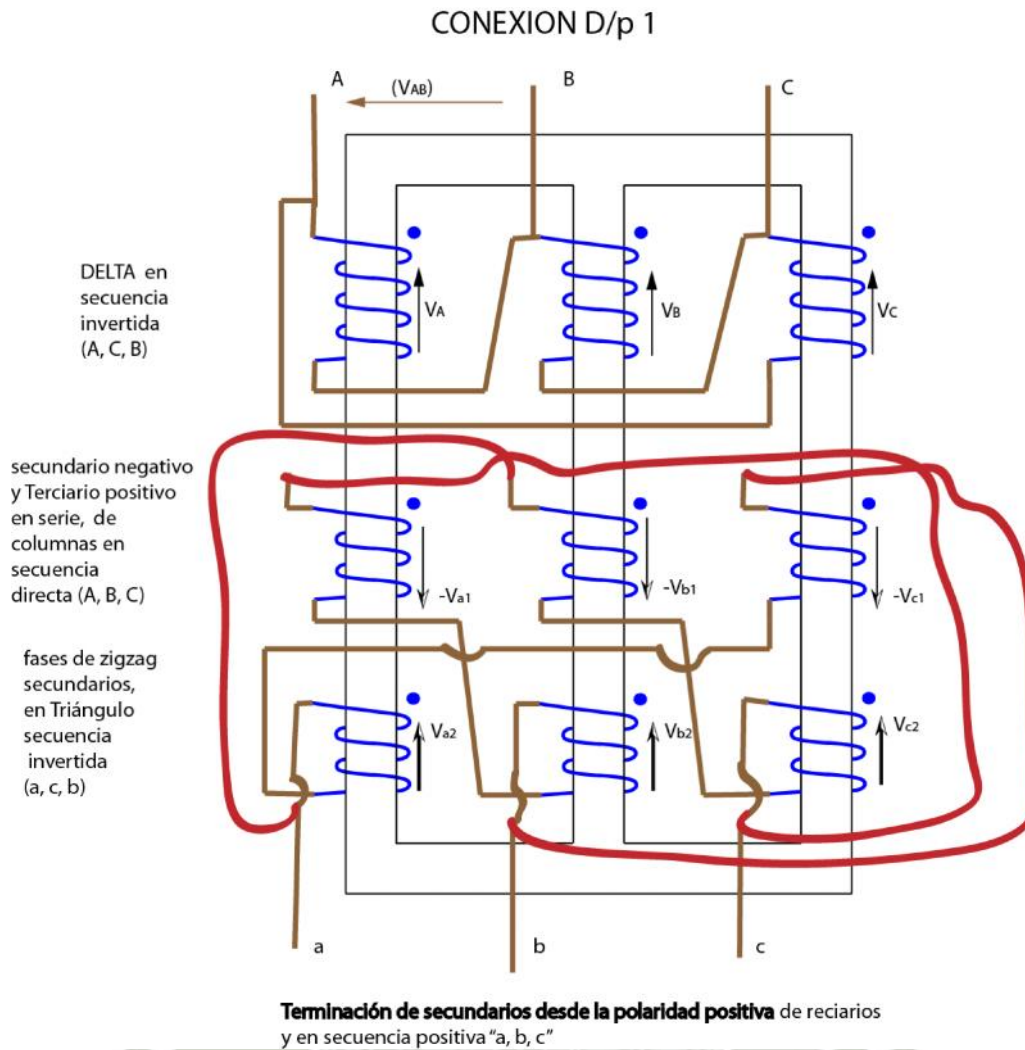 CONEXION D/p 1
A
(VAB)
B
C
DELTA en
secuencia
invertida
(A, C, B)
VA
VB
VC
secundario negativo
y Terciario positivo
en serie, de
columnas en
secuencia
directa (A, B, C)
-Va1
-Vb1
-Vc1
fases de zigzag
secundarios,
en Triángulo
secuencia
invertida
(a, c, b)
Va2
Vb2
Vc2
a
b
c
Terminación de secundarios desde la polaridad positiva de reciarios
y en secuencia positiva "a, b, c"